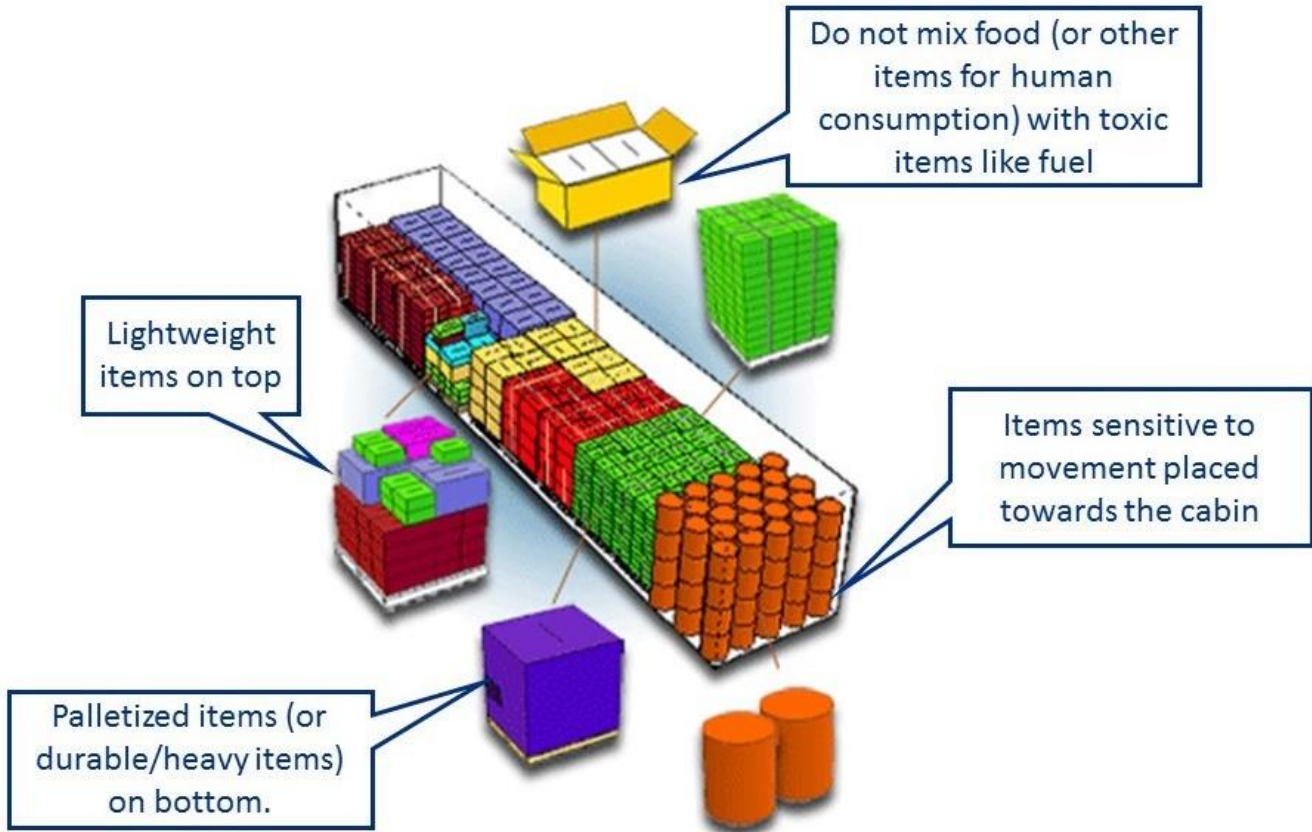 Do not mix food (or other
items for human
consumption) with toxic
items like fuel
Lightweight
items on top
Items sensitive to
movement placed
towards the cabin
Palletized items (or
durable/heavy items)
on bottom.